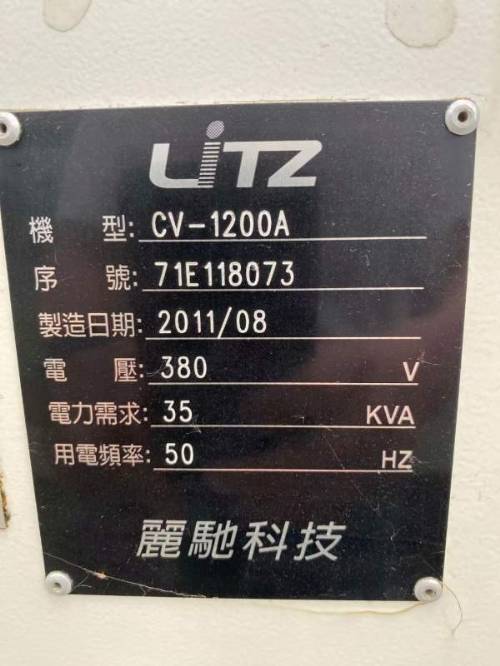 LiTZ
機 型: CV-1200A
序 號: 71E118073
製造日期: 2011/08
電 壓: 380 V
電力需求: 35 KVA
用電頻率: 50 HZ
麗馳科技